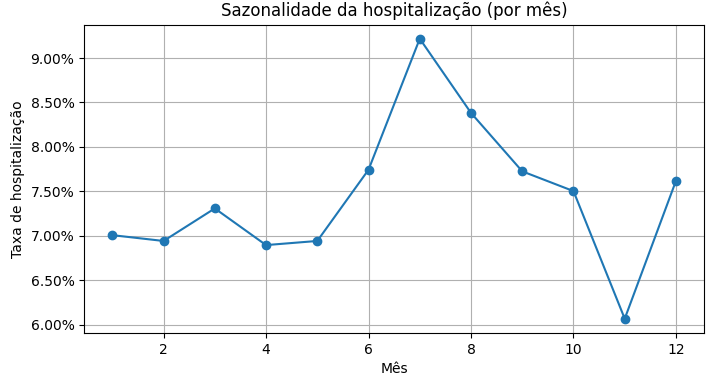 Sazonalidade da hospitalização (por mês)
Taxa de hospitalização
9.00%
8.50%
8.00%
7.50%
7.00%
6.50%
6.00%
2 4 6 8 10 12
Mês